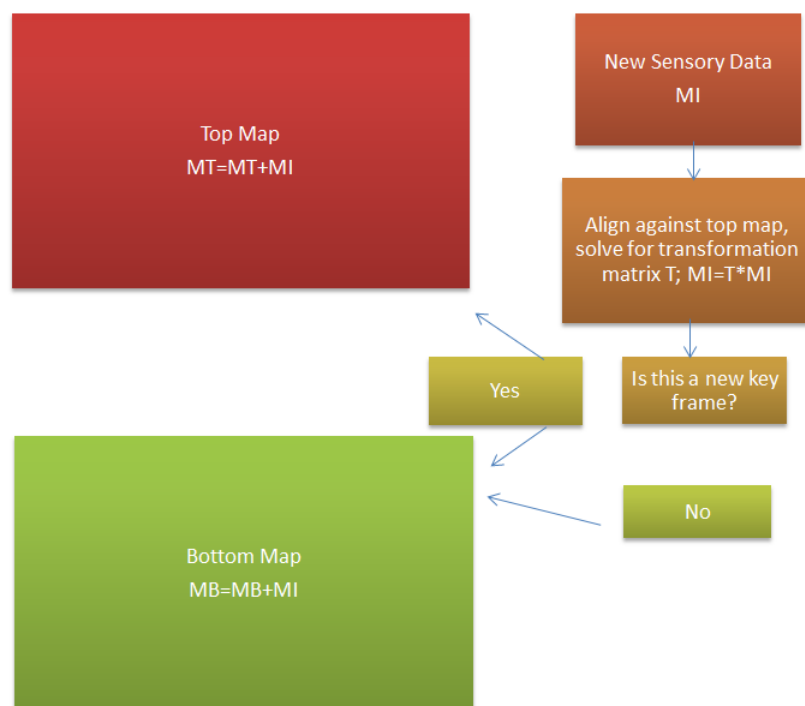 Top Map
MT=MT+MI
New Sensory Data
MI
Align against top map,
solve for transformation
matrix T; MI=T*MI
Is this a new key
frame?
Yes
No
Bottom Map
MB=MB+MI